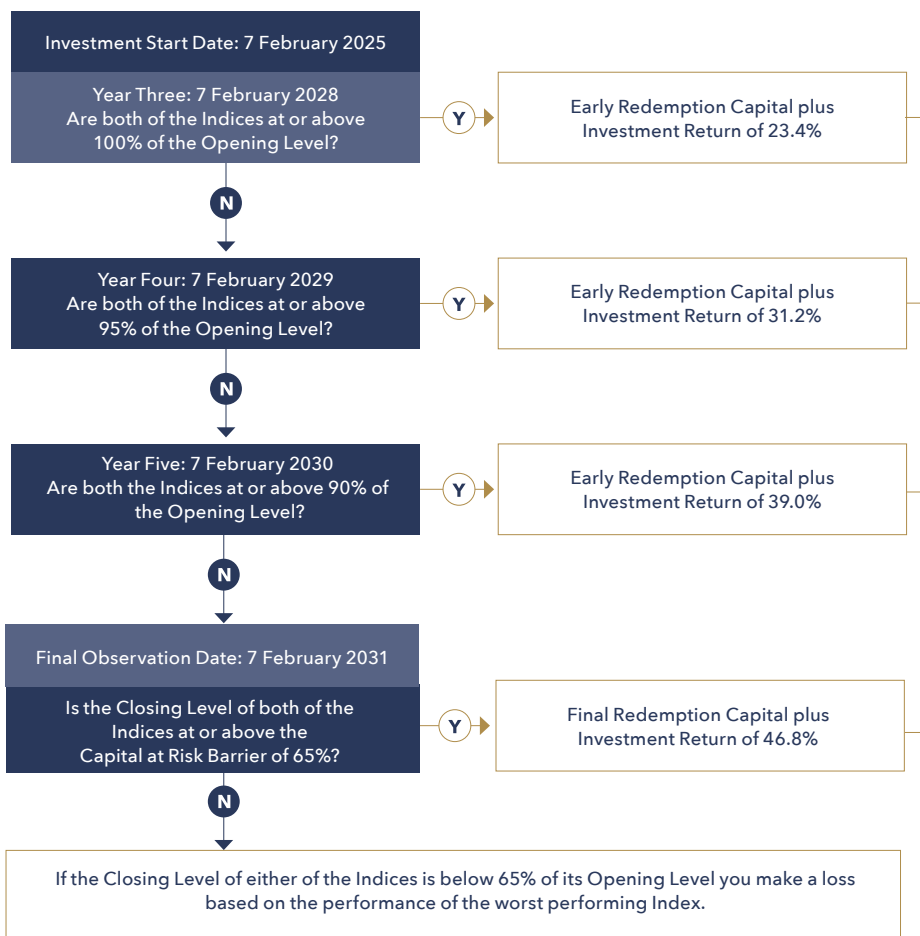 Investment Start Date: 7 February 2025
Year Three: 7 February 2028
Are both of the Indices at or above
100% of the Opening Level?
Y
Early Redemption Capital plus
Investment Return of 23.4%
N
Year Four: 7 February 2029
Are both of the Indices at or above
95% of the Opening Level?
Y
Early Redemption Capital plus
Investment Return of 31.2%
N
Year Five: 7 February 2030
Are both the Indices at or above 90% of
the Opening Level?
Y
Early Redemption Capital plus
Investment Return of 39.0%
N
Final Observation Date: 7 February 2031
Is the Closing Level of both of the
Indices at or above the
Capital at Risk Barrier of 65%?
Y
Final Redemption Capital plus
Investment Return of 46.8%
N
If the Closing Level of either of the Indices is below 65% of its Opening Level you make a loss
based on the performance of the worst performing Index.